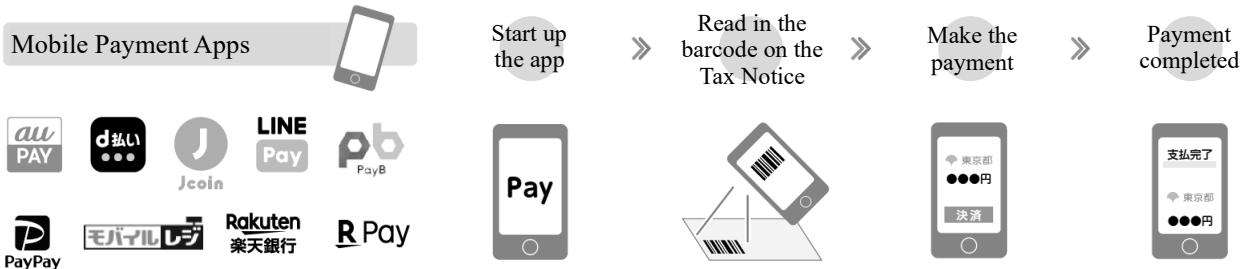 Mobile Payment Apps
au
PAY
d払い
J
Jcoin
LINE
Pay
pb
PayB
PayPay
モバイルレジ
Rakuten
楽天銀行
R Pay
Start up
the app
Read in the
barcode on the
Tax Notice
Make the
payment
Payment
completed
Pay
東京都
●●●円
決済
支払完了
東京都
●●●円